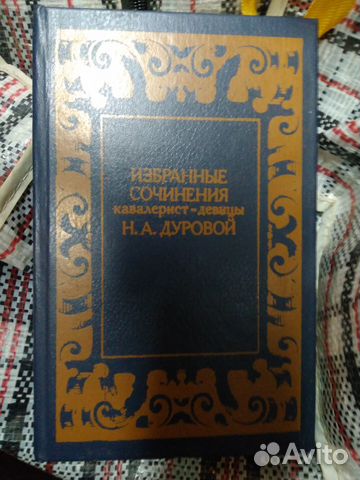 ИЗБРАННЫЕ
СОЧИНЕНИЯ
кавалерист-девицы
Н. А. ДУРОВОЙ
Avito